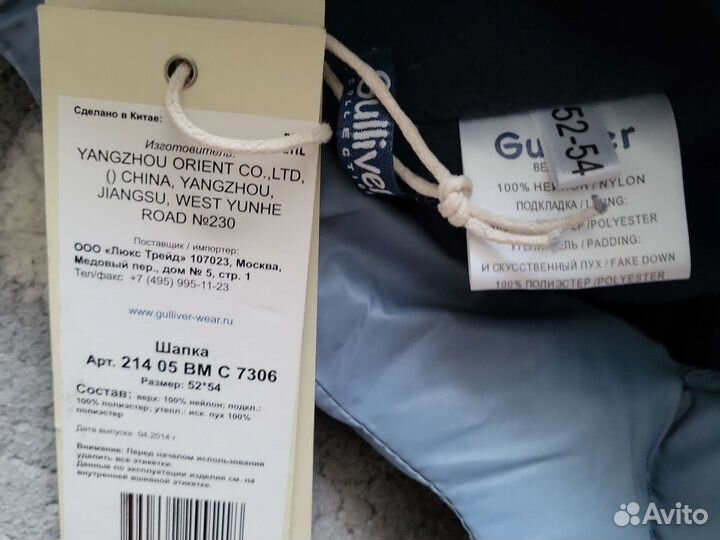 Сделано в Китае:
Изготовитель:
YANGZHOU ORIENT CO.,LTD,
() CHINA, YANGZHOU,
JIANGSU, WEST YUNHE
ROAD №230
Поставщик / импортер:
ООО «Люкс Трейд» 107023, Москва,
Медовый пер., дом № 5, стр. 1
Тел/факс +7 (495) 995-11-23
www.gulliver-wear.ru
Шапка
Арт. 214 05 BM C 7306
Размер: 52*54
Состав: верх: 100% нейлон; подкл.:
100% полиэстер; утепл.: иск. пух 100%
полиэстер
Дата выпуска 04.2014 г.
Внимание: Перед началом использования
удалить все этикетки.
Данные по эксплуатации изделия см. на
внутренней вшивной этикетке.
Gulliver
52-54
100% НЕЙЛОН / NYLON
ПОДКЛАДКА / LINING:
/POLYESTER
/ PADDING:
ИСКУССТВЕННЫЙ ПУХ / FAKE DOWN
100% ПОЛИЭСТЕР /POLYESTER
Avito